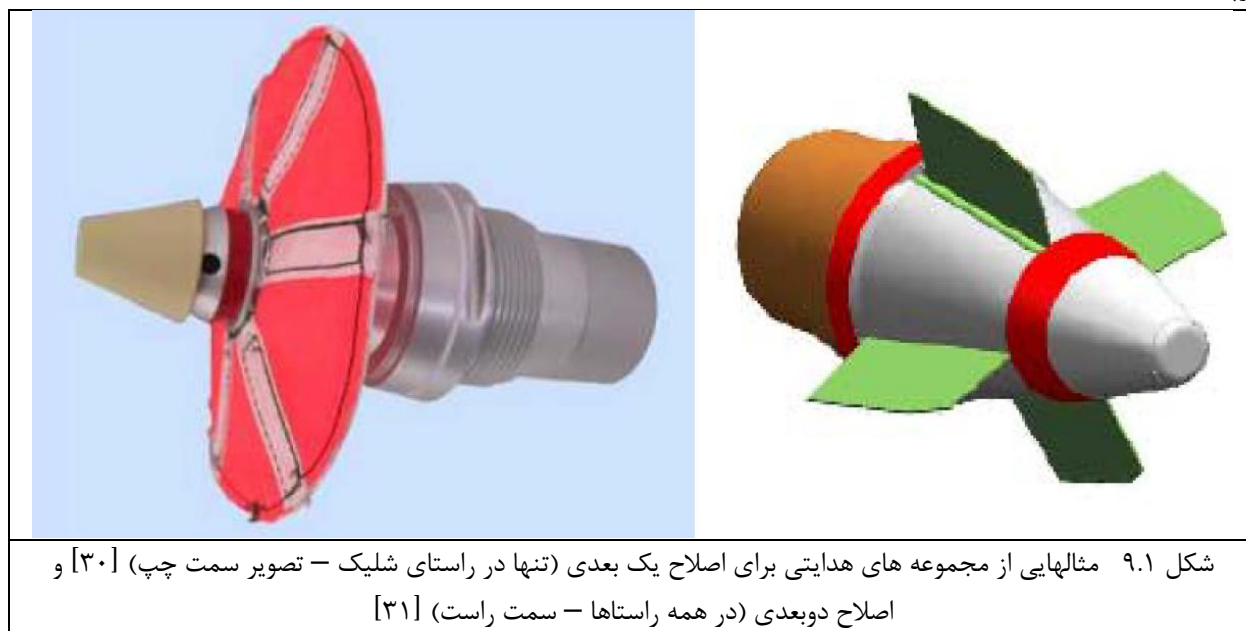 شکل ۹.۱ مثالهایی از مجموعه های هدایتی برای اصلاح یک بعدی (تنها در راستای شلیک – تصویر سمت چپ) [۳۰] و
اصلاح دوبعدی (در همه راستاها – سمت راست) [۳۱]